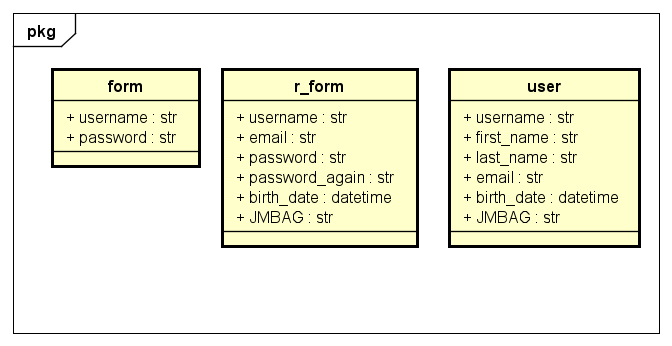 pkg
form
+ username : str
+ password : str
r_form
+ username : str
+ email : str
+ password : str
+ password_again : str
+ birth_date : datetime
+ JMBAG : str
user
+ username : str
+ first_name : str
+ last_name : str
+ email : str
+ birth_date : datetime
+ JMBAG : str